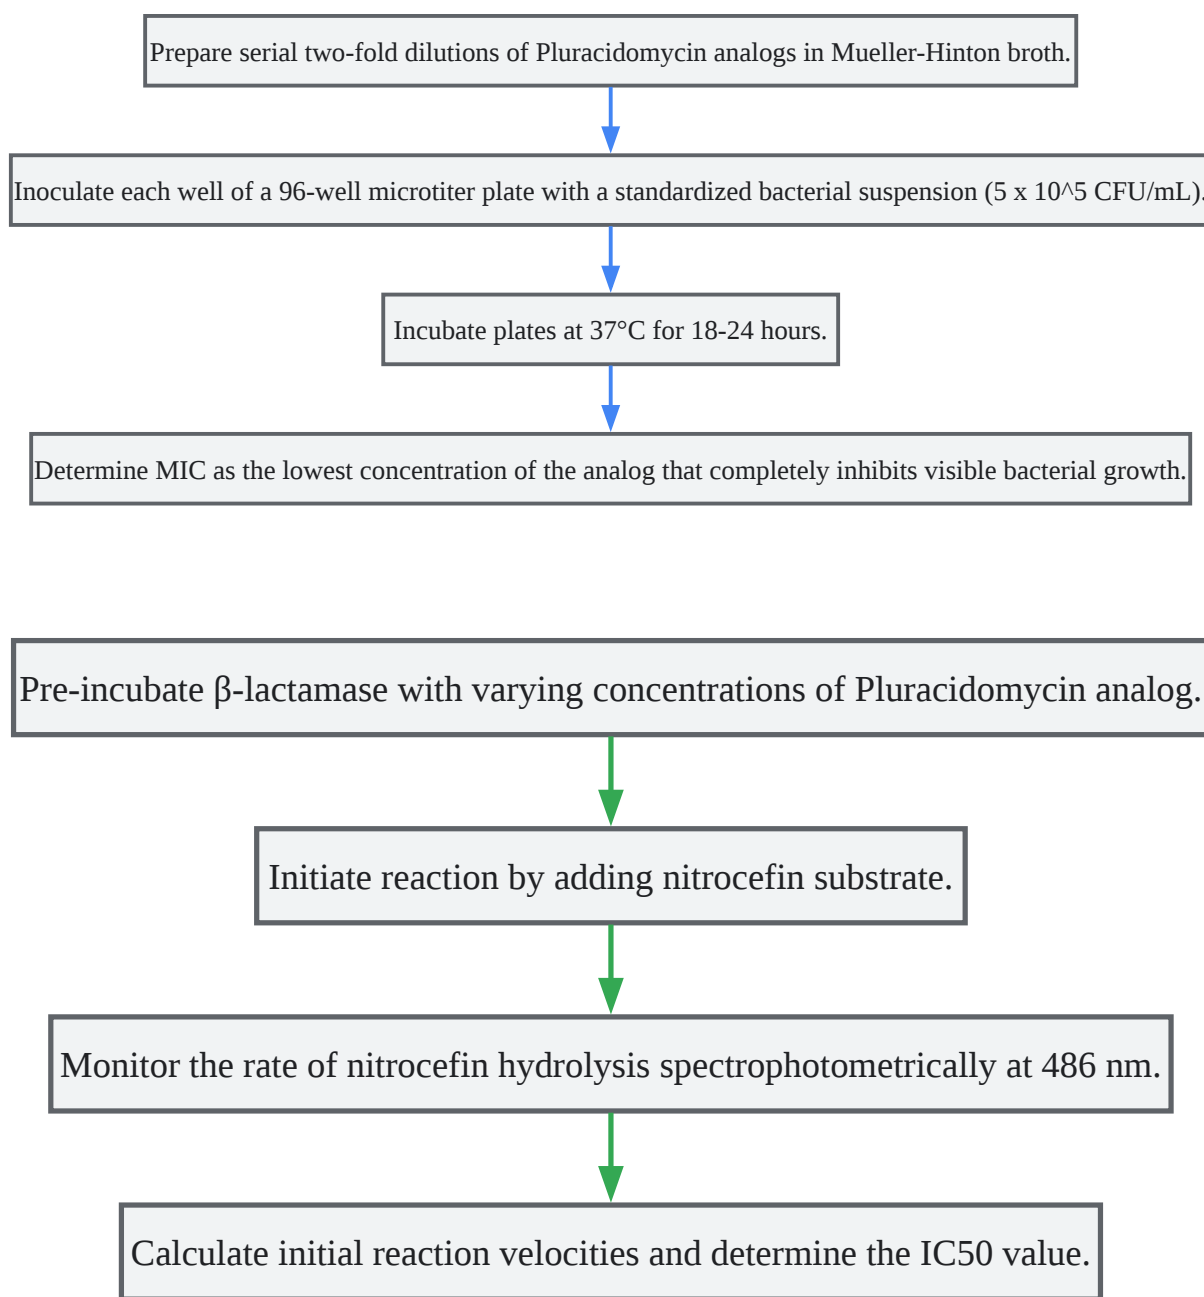 Prepare serial two-fold dilutions of Pluracidomycin analogs in Mueller-Hinton broth.
Inoculate each well of a 96-well microtiter plate with a standardized bacterial suspension (5 x 10^5 CFU/mL).
Incubate plates at 37°C for 18-24 hours.
Determine MIC as the lowest concentration of the analog that completely inhibits visible bacterial growth.
Pre-incubate β-lactamase with varying concentrations of Pluracidomycin analog.
Initiate reaction by adding nitrocefin substrate.
Monitor the rate of nitrocefin hydrolysis spectrophotometrically at 486 nm.
Calculate initial reaction velocities and determine the IC50 value.